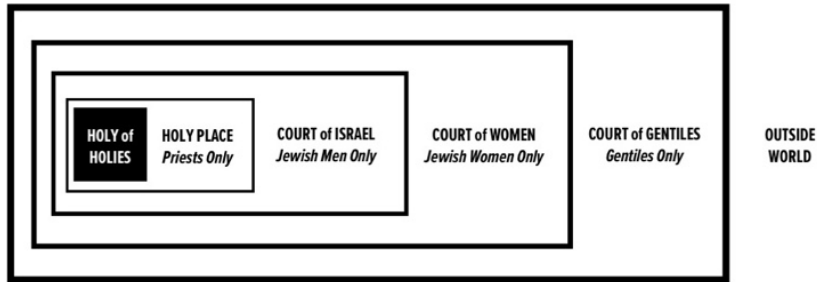 HOLY of
HOLIES
HOLY PLACE
Priests Only
COURT of ISRAEL
Jewish Men Only
COURT of WOMEN
Jewish Women Only
COURT of GENTILES
Gentiles Only
OUTSIDE
WORLD